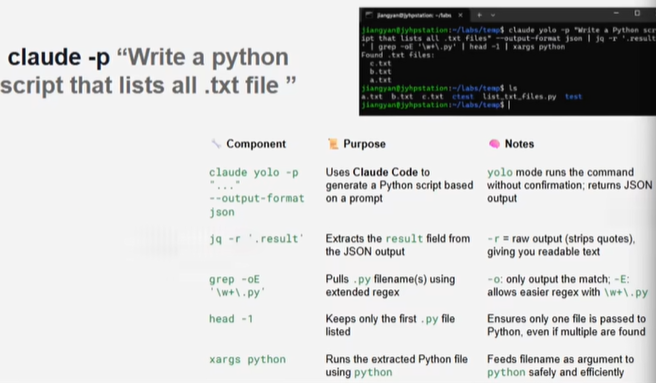 claude -p “Write a python
script that lists all .txt file ”
jiangyan@jyhpstation: ~/labs
jiangyan@jyhpstation:~/labs/temp$ claude yolo -p "Write a Python scr
ipt that lists all .txt files" --output-format json | jq -r '.result
' | grep -oE '\w+\.py' | head -1 | xargs python
Found .txt files:
c.txt
b.txt
a.txt
jiangyan@jyhpstation:~/labs/temp$ ls
a.txt b.txt c.txt ctest list_txt_files.py test
jiangyan@jyhpstation:~/labs/temp$
Component Purpose Notes
claude yolo -p Uses Claude Code to yolo mode runs the command
"..." generate a Python script based without confirmation; returns JSON
--output-format on a prompt output
json
jq -r '.result' Extracts the result field from -r = raw output (strips quotes),
the JSON output giving you readable text
grep -oE Pulls .py filename(s) using -o: only output the match; -E:
'\w+\.py' extended regex allows easier regex with \w+\.py
head -1 Keeps only the first .py file Ensures only one file is passed to
listed Python, even if multiple are found
xargs python Runs the extracted Python file Feeds filename as argument to
using python python safely and efficiently